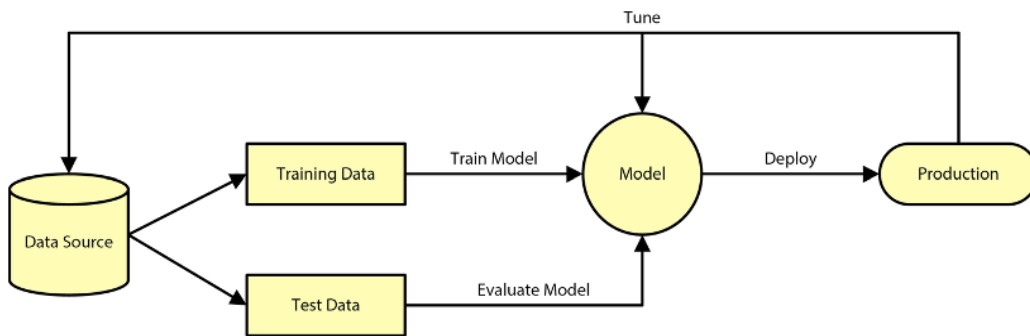 Tune
Training Data
Train Model
Model
Deploy
Production
Data Source
Test Data
Evaluate Model